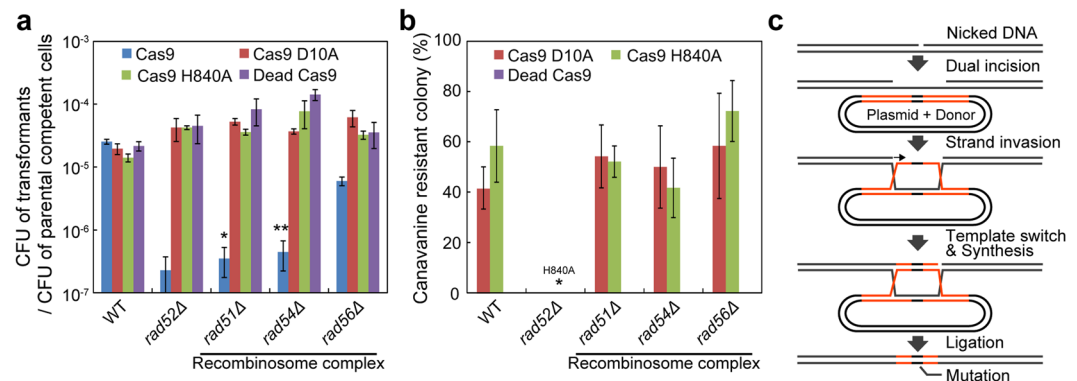 a
CFU of transformants
/ CFU of parental competent cells
10-3
10-4
10-5
10-6
10-7
Cas9
Cas9 D10A
Cas9 H840A
Dead Cas9
*
**
WT
rad52Δ
rad51Δ
rad54Δ
rad56Δ
Recombinosome complex
b
Canavanine resistant colony (%)
100
80
60
40
20
0
Cas9 D10A
Cas9 H840A
Dead Cas9
H840A
*
WT
rad52Δ
rad51Δ
rad54Δ
rad56Δ
Recombinosome complex
c
Nicked DNA
Dual incision
Plasmid + Donor
Strand invasion
Template switch
& Synthesis
Ligation
Mutation